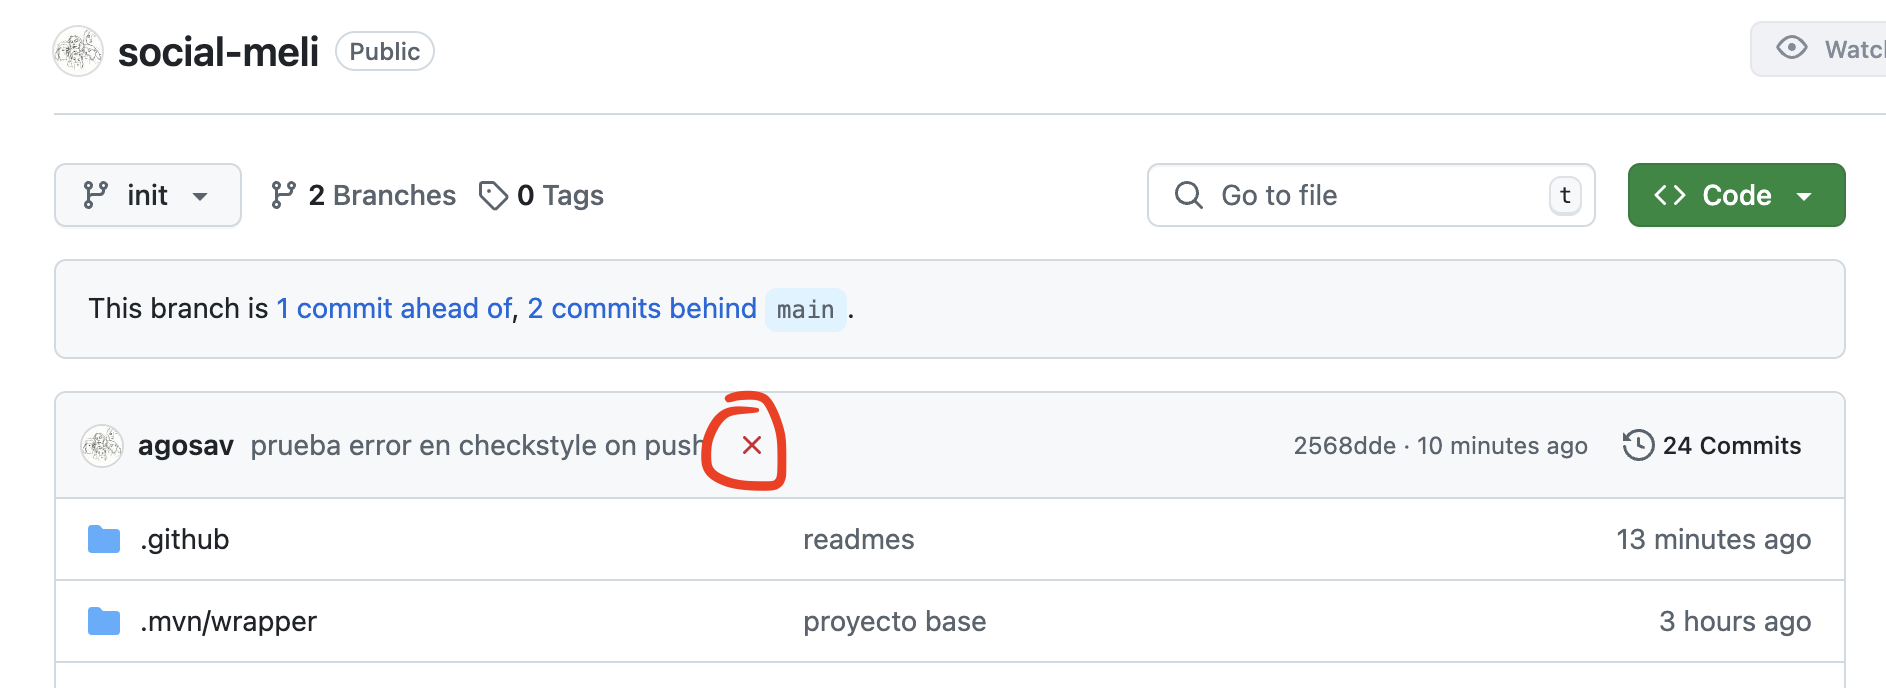 social-meli Public Watch
init 2 Branches 0 Tags Go to file t Code
This branch is 1 commit ahead of, 2 commits behind main.
agosav prueba error en checkstyle on push 2568dde · 10 minutes ago 24 Commits
.github readmes 13 minutes ago
.mvn/wrapper proyecto base 3 hours ago